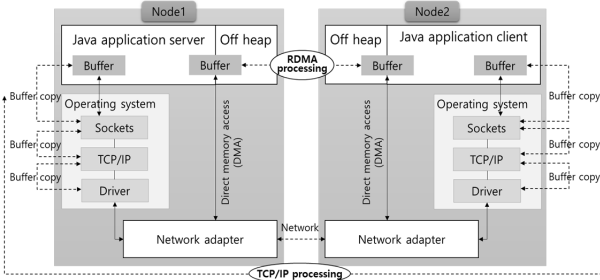 Node1
Node2
Java application server
Off heap
Off heap
Java application client
Buffer
Buffer
RDMA
processing
Buffer
Buffer
Buffer copy
Operating system
Sockets
Buffer copy
TCP/IP
Buffer copy
Driver
Direct memory access
(DMA)
Direct memory access
(DMA)
Operating system
Buffer copy
Sockets
Buffer copy
TCP/IP
Buffer copy
Driver
Network adapter
Network
Network adapter
TCP/IP processing